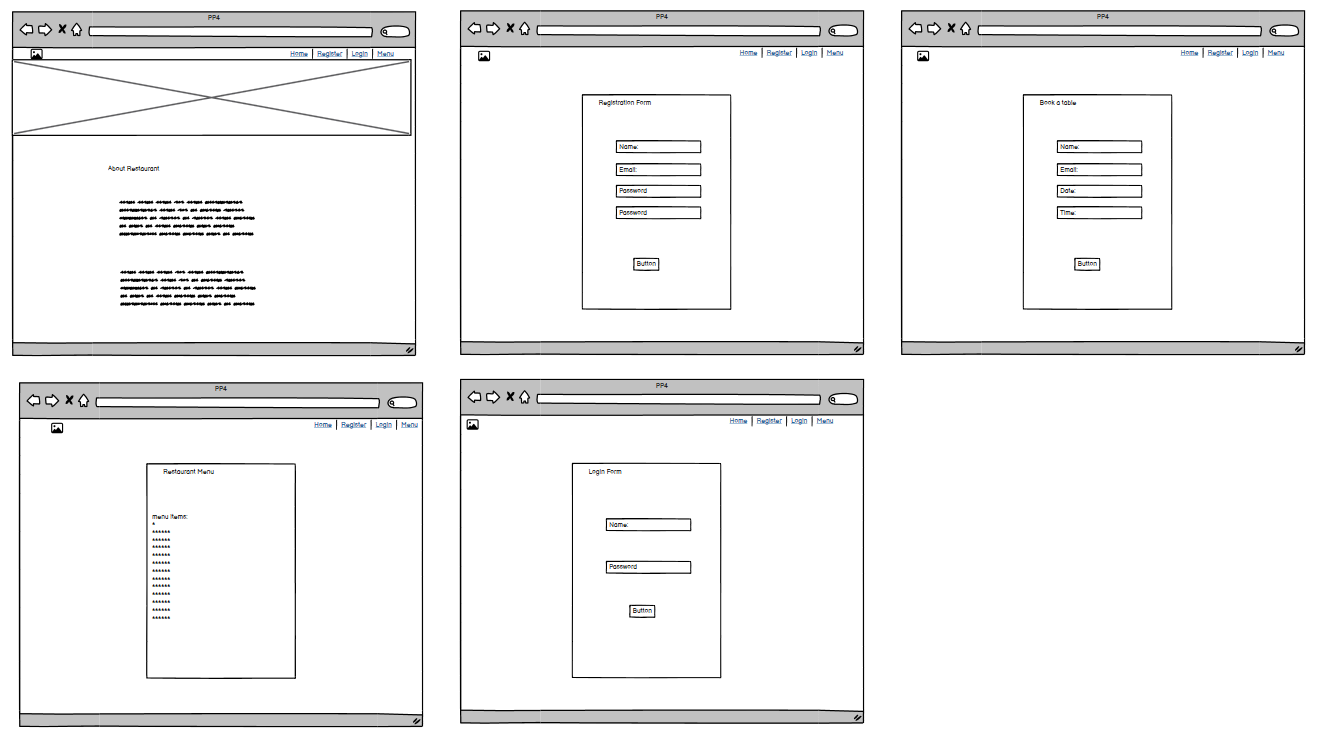 PP4
Home Register Login Menu
About Restaurant
PP4
Home Register Login Menu
Registration Form
Name:
Email:
Password
Password
Button
PP4
Home Register Login Menu
Book a table
Name:
Email:
Date:
Time:
Button
PP4
Home Register Login Menu
Restaurant Menu
menu items:
*
******
******
******
******
******
******
******
******
******
******
******
******
PP4
Home Register Login Menu
Login Form
Name:
Password
Button